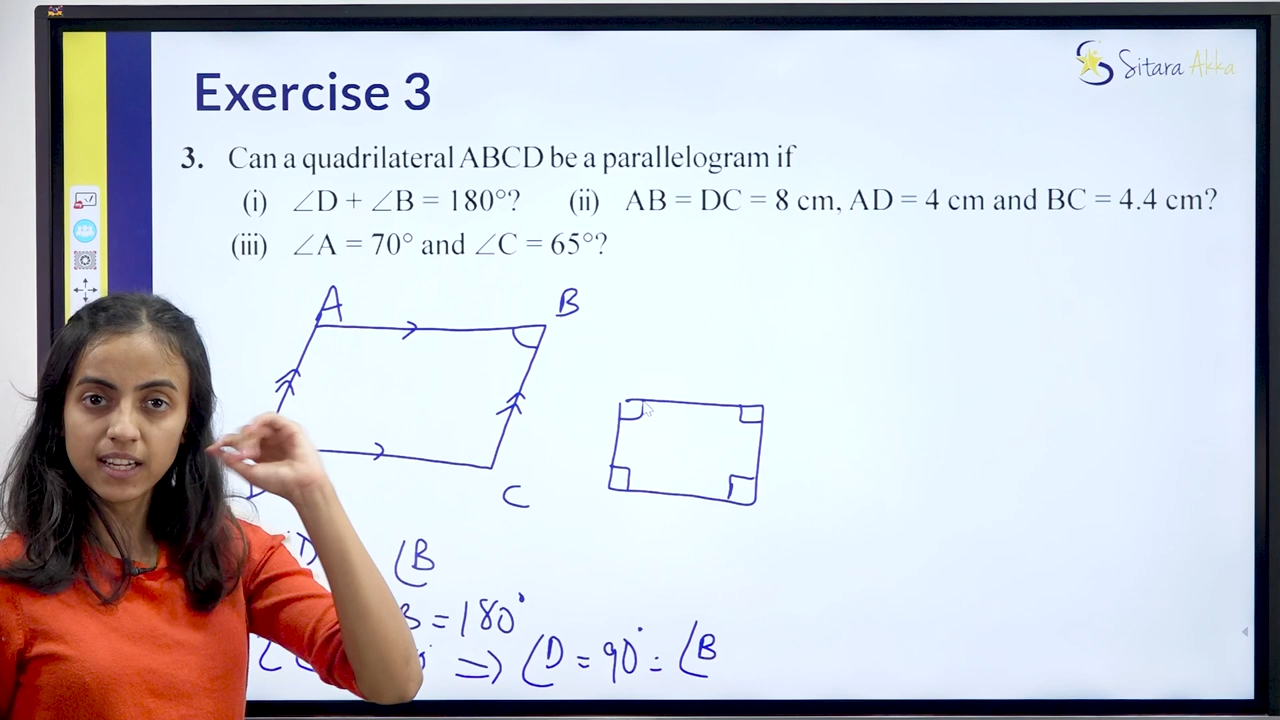 Sitara Akka
Exercise 3
3. Can a quadrilateral ABCD be a parallelogram if
(i) ∠D + ∠B = 180°? (ii) AB = DC = 8 cm, AD = 4 cm and BC = 4.4 cm?
(iii) ∠A = 70° and ∠C = 65°?
A B
C
∠B
B = 180°
⇒ ∠D = 90° = ∠B